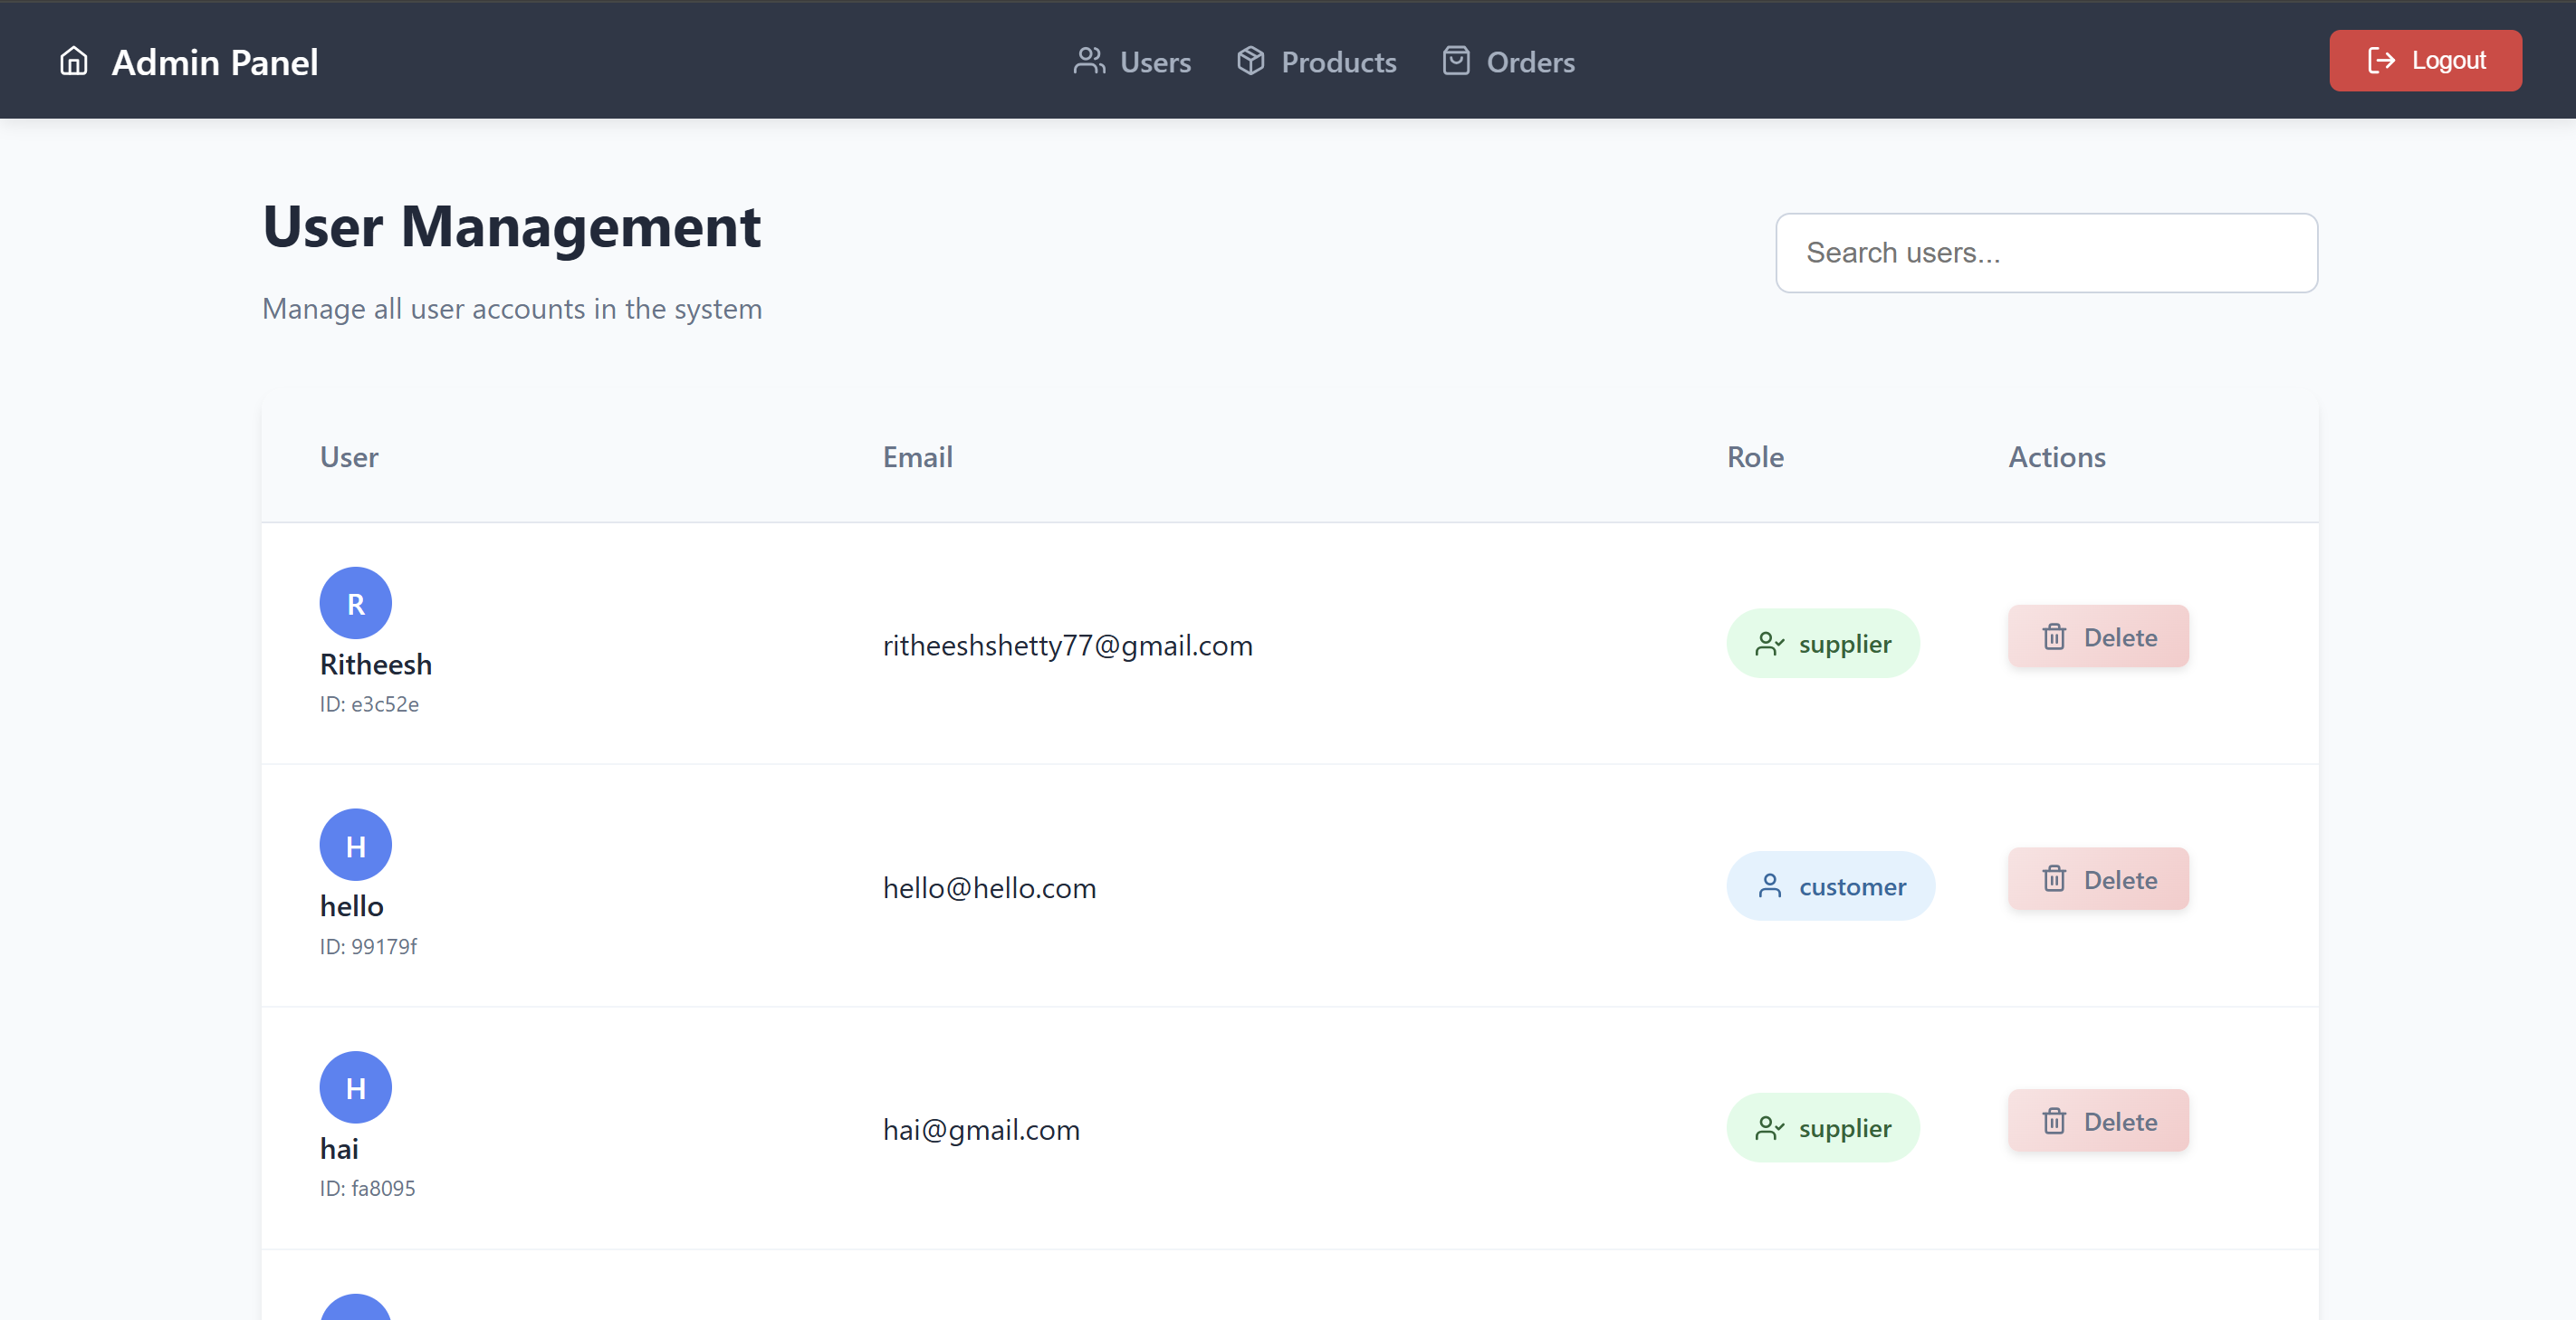 Admin Panel
Users
Products
Orders
Logout
User Management
Manage all user accounts in the system
Search users...
User
Email
Role
Actions
R
Ritheesh
ID: e3c52e
ritheeshshetty77@gmail.com
supplier
Delete
H
hello
ID: 99179f
hello@hello.com
customer
Delete
H
hai
ID: fa8095
hai@gmail.com
supplier
Delete